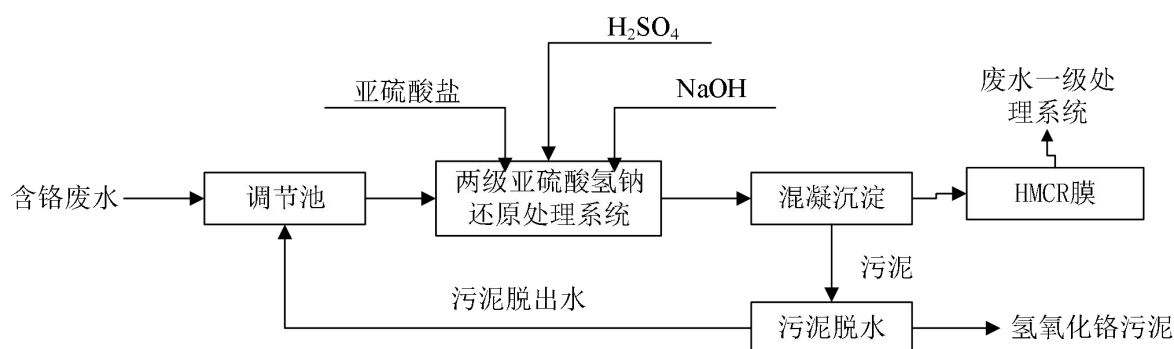 H₂SO₄
亚硫酸盐
NaOH
废水一级处
理系统
含铬废水
调节池
两级亚硫酸氢钠
还原处理系统
混凝沉淀
HMCR膜
污泥
污泥脱出水
污泥脱水
氢氧化铬污泥